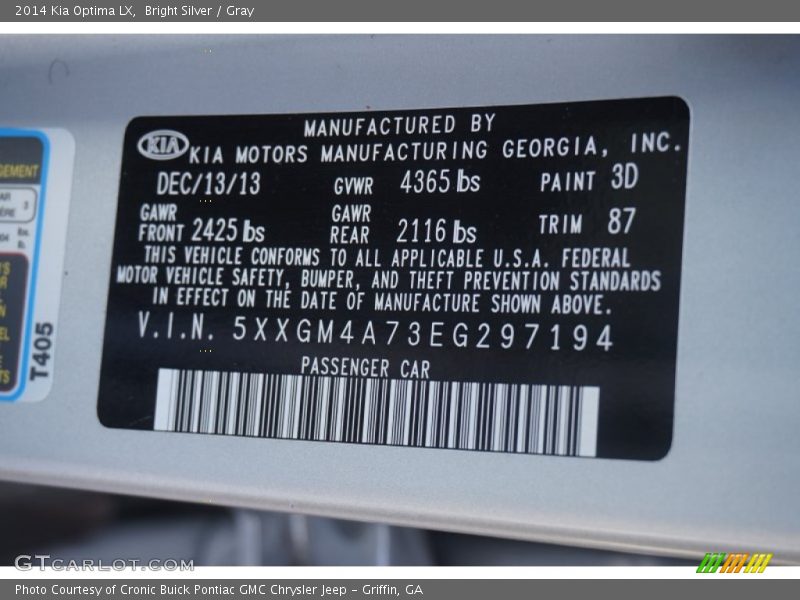 2014 Kia Optima LX, Bright Silver / Gray
MANUFACTURED BY
KIA KIA MOTORS MANUFACTURING GEORGIA, INC.
DEC/13/13 GVWR 4365 lbs PAINT 3D
GAWR FRONT 2425 lbs GAWR REAR 2116 lbs TRIM 87
THIS VEHICLE CONFORMS TO ALL APPLICABLE U.S.A. FEDERAL
MOTOR VEHICLE SAFETY, BUMPER, AND THEFT PREVENTION STANDARDS
IN EFFECT ON THE DATE OF MANUFACTURE SHOWN ABOVE.
V.I.N. 5XXGM4A73EG297194
PASSENGER CAR
T405
GTCARLOT.COM
Photo Courtesy of Cronic Buick Pontiac GMC Chrysler Jeep - Griffin, GA